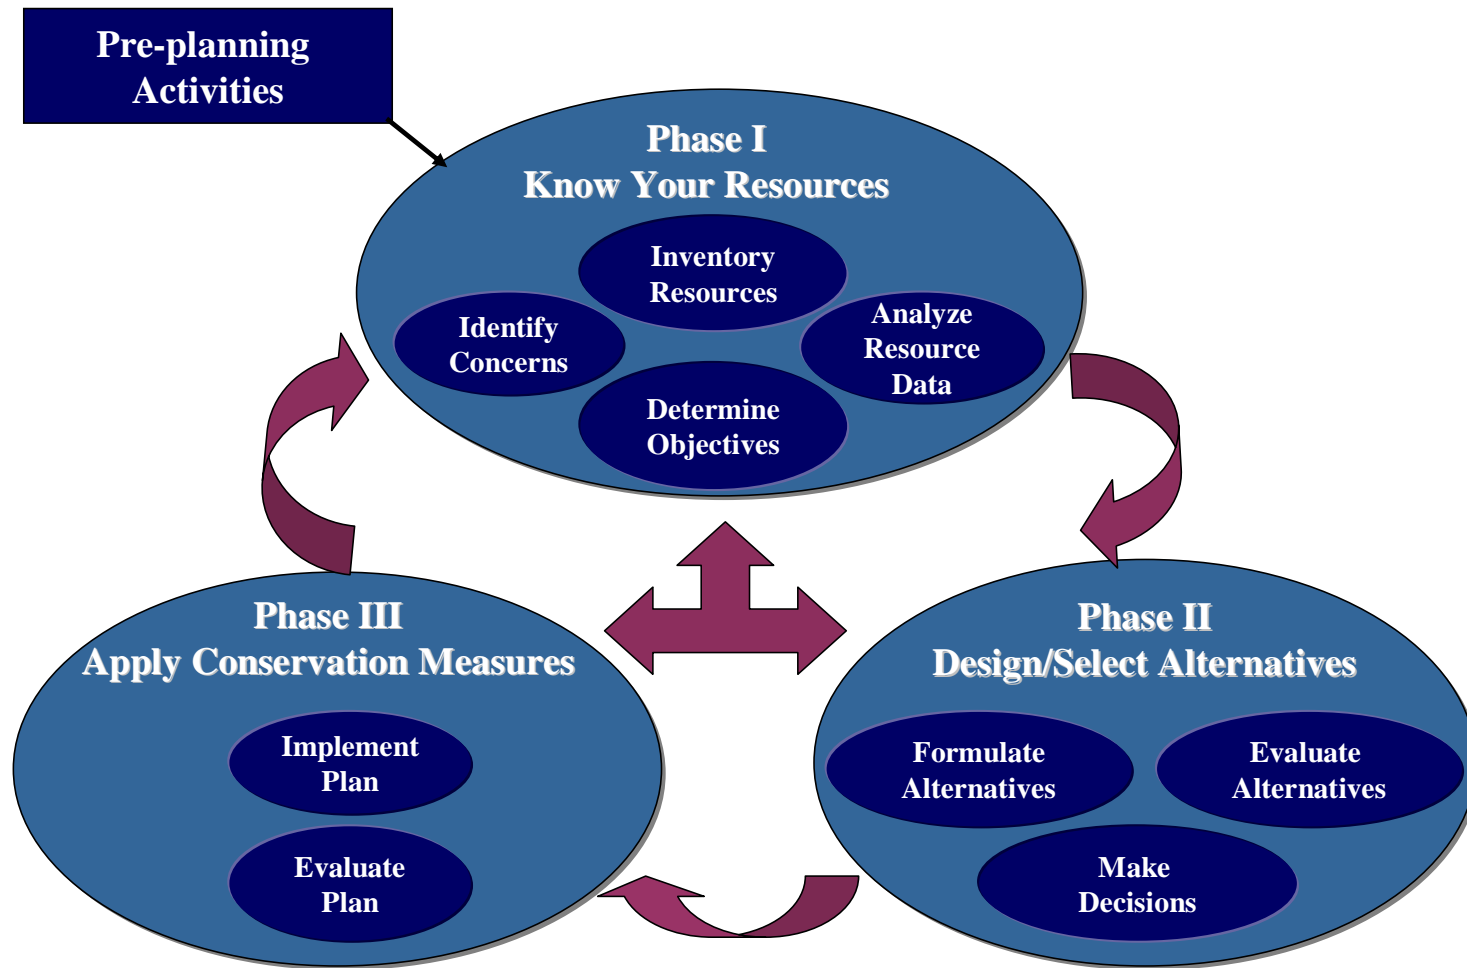 Pre-planning
Activities
Phase I
Know Your Resources
Inventory
Resources
Identify
Concerns
Analyze
Resource
Data
Determine
Objectives
Phase III
Apply Conservation Measures
Implement
Plan
Evaluate
Plan
Phase II
Design/Select Alternatives
Formulate
Alternatives
Evaluate
Alternatives
Make
Decisions